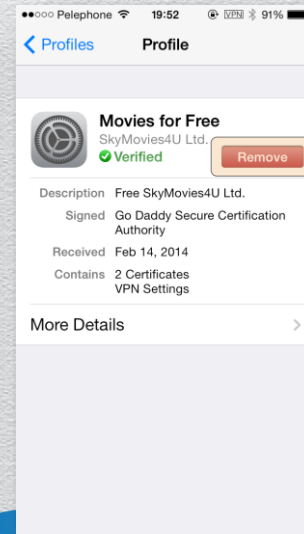 Pelephone 19:52 VPN 91%
Profiles Profile
Movies for Free
SkyMovies4U Ltd.
Verified Remove
Description Free SkyMovies4U Ltd.
Signed Go Daddy Secure Certification
Authority
Received Feb 14, 2014
Contains 2 Certificates
VPN Settings
More Details